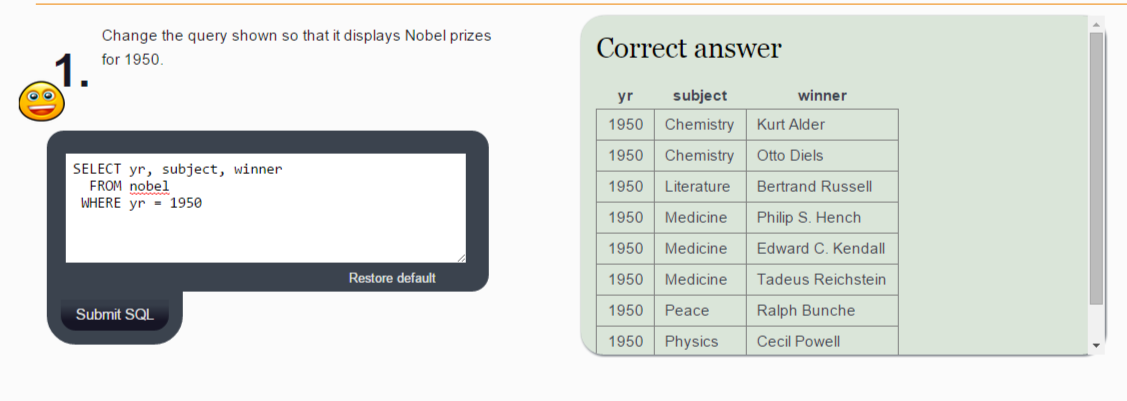 Change the query shown so that it displays Nobel prizes
for 1950.
1.
SELECT yr, subject, winner
FROM nobel
WHERE yr = 1950
Restore default
Submit SQL
Correct answer
yr subject winner
1950 Chemistry Kurt Alder
1950 Chemistry Otto Diels
1950 Literature Bertrand Russell
1950 Medicine Philip S. Hench
1950 Medicine Edward C. Kendall
1950 Medicine Tadeus Reichstein
1950 Peace Ralph Bunche
1950 Physics Cecil Powell